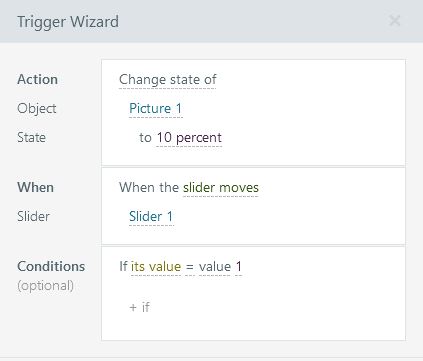 Trigger Wizard ×
Action Change state of
Object Picture 1
State to 10 percent
When When the slider moves
Slider Slider 1
Conditions If its value = value 1
(optional)
+ if